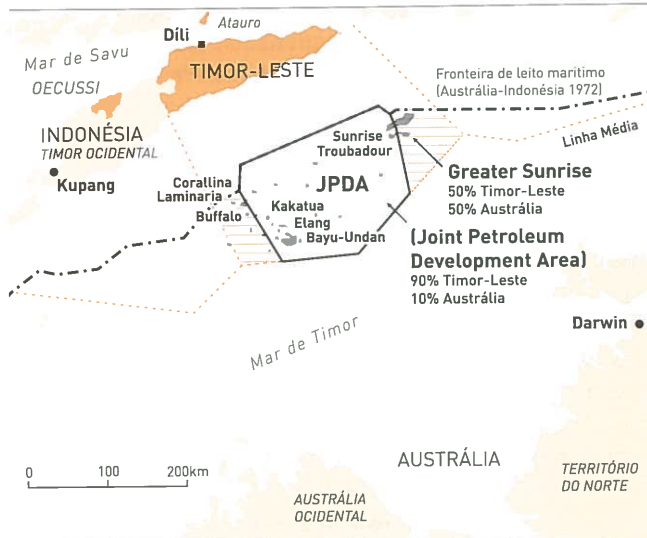 Atauro
Díli
Mar de Savu
OECUSSI
TIMOR-LESTE
Fronteira de leito marítimo
(Austrália-Indonésia 1972)
INDONÉSIA
TIMOR OCIDENTAL
Kupang
Sunrise
Troubadour
Linha Média
Greater Sunrise
50% Timor-Leste
50% Austrália
Corallina
Laminaria
Buffalo
JPDA
Kakatua
Elang
Bayu-Undan
(Joint Petroleum
Development Area)
90% Timor-Leste
10% Austrália
Mar de Timor
Darwin
AUSTRÁLIA
0 100 200km
TERRITÓRIO
DO NORTE
AUSTRÁLIA
OCIDENTAL